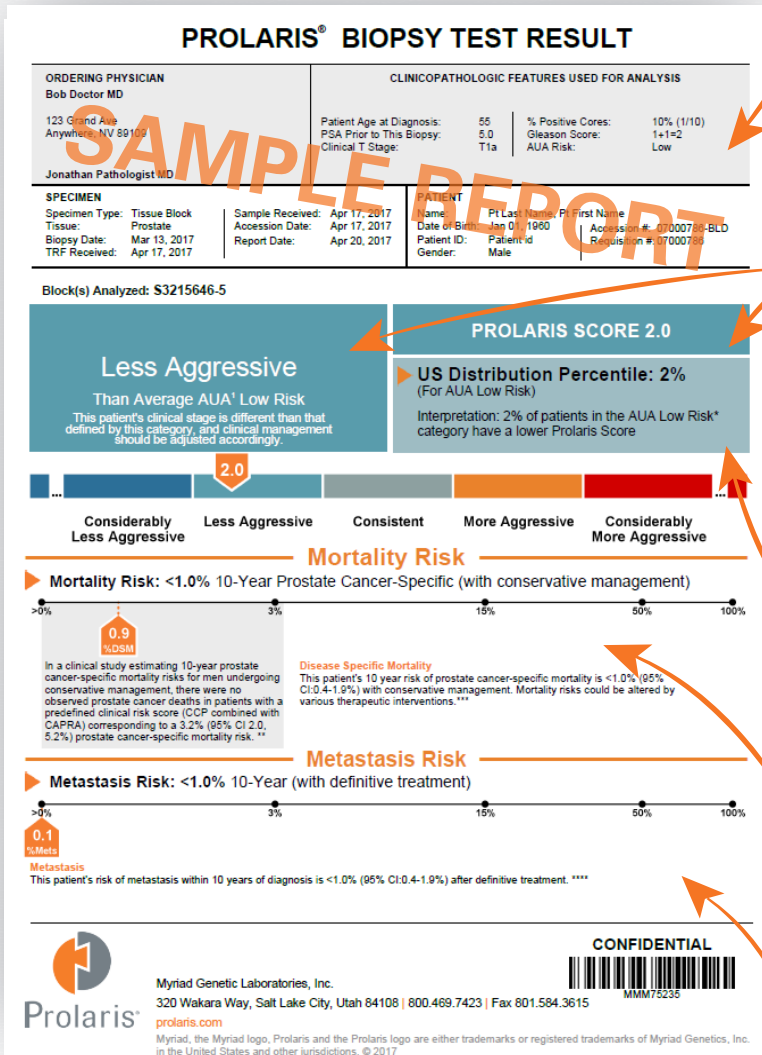 PROLARIS® BIOPSY TEST RESULT
ORDERING PHYSICIAN
Bob Doctor MD
123 Grand Ave
Anywhere, NV 89109
Jonathan Pathologist MD
CLINICOPATHOLOGIC FEATURES USED FOR ANALYSIS
Patient Age at Diagnosis: 55 % Positive Cores: 10% (1/10)
PSA Prior to This Biopsy: 5.0 Gleason Score: 1+1=2
Clinical T Stage: T1a AUA Risk: Low
SAMPLE REPORT
SPECIMEN
Specimen Type: Tissue Block Sample Received: Apr 17, 2017
Tissue: Prostate Accession Date: Apr 17, 2017
Biopsy Date: Mar 13, 2017 Report Date: Apr 20, 2017
TRF Received: Apr 17, 2017
PATIENT
Name: Pt Last Name, Pt First Name
Date of Birth: Jan 01, 1960 Accession #: 07000786-BLD
Patient ID: Patient id Requisition #: 07000786
Gender: Male
Block(s) Analyzed: S3215646-5
Less Aggressive
Than Average AUA¹ Low Risk
This patient's clinical stage is different than that
defined by this category, and clinical management
should be adjusted accordingly.
PROLARIS SCORE 2.0
US Distribution Percentile: 2%
(For AUA Low Risk)
Interpretation: 2% of patients in the AUA Low Risk*
category have a lower Prolaris Score
2.0
... ...
Considerably Less Aggressive Consistent More Aggressive Considerably
Less Aggressive More Aggressive
Mortality Risk
Mortality Risk: <1.0% 10-Year Prostate Cancer-Specific (with conservative management)
>0% 3% 15% 50% 100%
0.9
%DSM
In a clinical study estimating 10-year prostate
cancer-specific mortality risks for men undergoing
conservative management, there were no
observed prostate cancer deaths in patients with a
predefined clinical risk score (CCP combined with
CAPRA) corresponding to a 3.2% (95% CI 2.0,
5.2%) prostate cancer-specific mortality risk. **
Disease Specific Mortality
This patient's 10 year risk of prostate cancer-specific mortality is <1.0% (95%
CI:0.4-1.9%) with conservative management. Mortality risks could be altered by
various therapeutic interventions.***
Metastasis Risk
Metastasis Risk: <1.0% 10-Year (with definitive treatment)
>0% 3% 15% 50% 100%
0.1
%Mets
Metastasis
This patient's risk of metastasis within 10 years of diagnosis is <1.0% (95% CI:0.4-1.9%) after definitive treatment. ****
CONFIDENTIAL
MMM75235
Prolaris
Myriad Genetic Laboratories, Inc.
320 Wakara Way, Salt Lake City, Utah 84108 | 800.469.7423 | Fax 801.584.3615
prolaris.com
Myriad, the Myriad logo, Prolaris and the Prolaris logo are either trademarks or registered trademarks of Myriad Genetics, Inc.
in the United States and other jurisdictions. © 2017